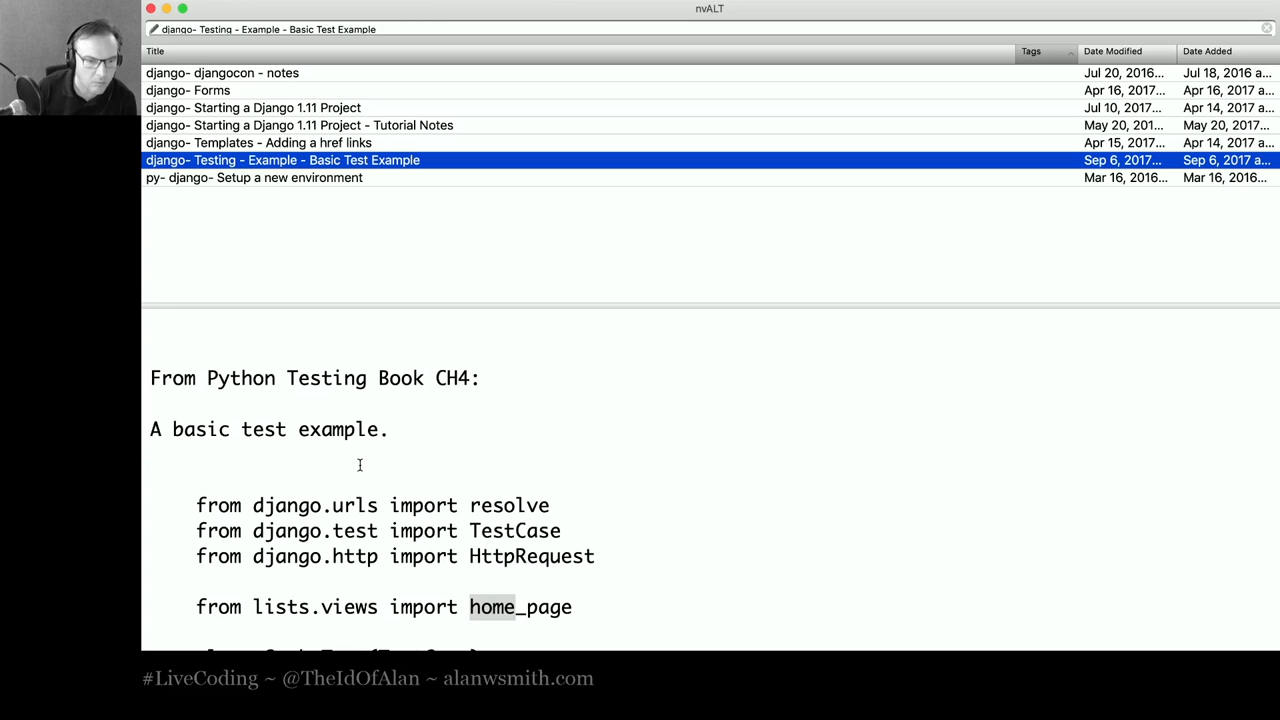 nvALT
django- Testing - Example - Basic Test Example
Title Tags Date Modified Date Added
django- djangocon - notes Jul 20, 2016... Jul 18, 2016 a...
django- Forms Apr 16, 2017... Apr 16, 2017 a...
django- Starting a Django 1.11 Project Jul 10, 2017... Apr 14, 2017 a...
django- Starting a Django 1.11 Project - Tutorial Notes May 20, 201... May 20, 2017...
django- Templates - Adding a href links Apr 15, 2017... Apr 14, 2017 a...
django- Testing - Example - Basic Test Example Sep 6, 2017... Sep 6, 2017 a...
py- django- Setup a new environment Mar 16, 2016... Mar 16, 2016...
From Python Testing Book CH4:
A basic test example.
from django.urls import resolve
from django.test import TestCase
from django.http import HttpRequest
from lists.views import home_page
#LiveCoding ~ @TheIdOfAlan ~ alanwsmith.com